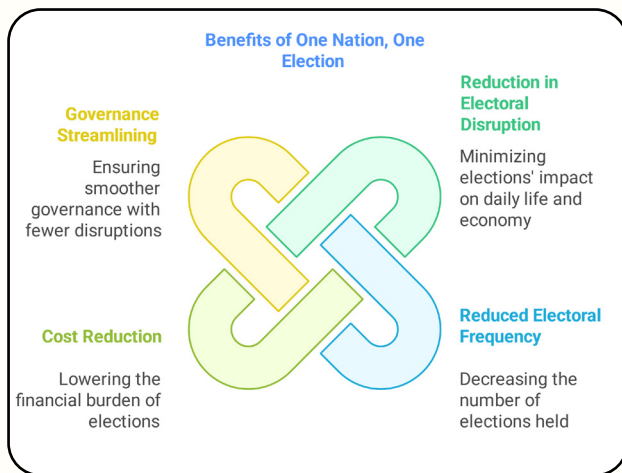 Benefits of One Nation, One
Election
Governance
Streamlining
Ensuring
smoother
governance with
fewer disruptions
Reduction in
Electoral
Disruption
Minimizing
elections' impact
on daily life and
economy
Cost Reduction
Lowering the
financial burden of
elections
Reduced Electoral
Frequency
Decreasing the
number of
elections held